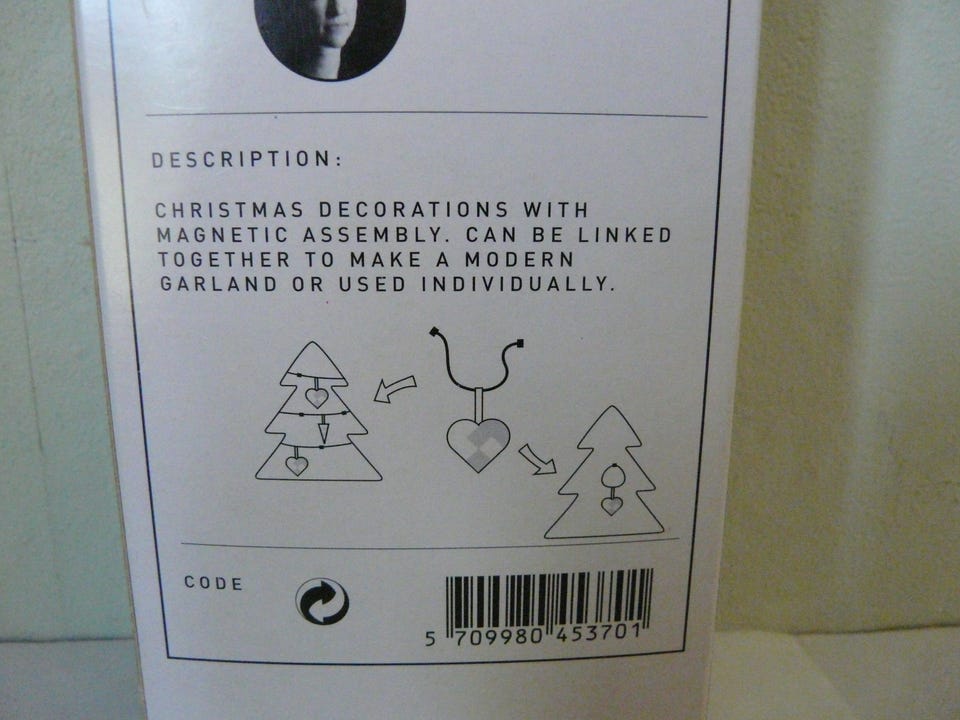 DESCRIPTION:
CHRISTMAS DECORATIONS WITH
MAGNETIC ASSEMBLY. CAN BE LINKED
TOGETHER TO MAKE A MODERN
GARLAND OR USED INDIVIDUALLY.
CODE
5 709980 453701